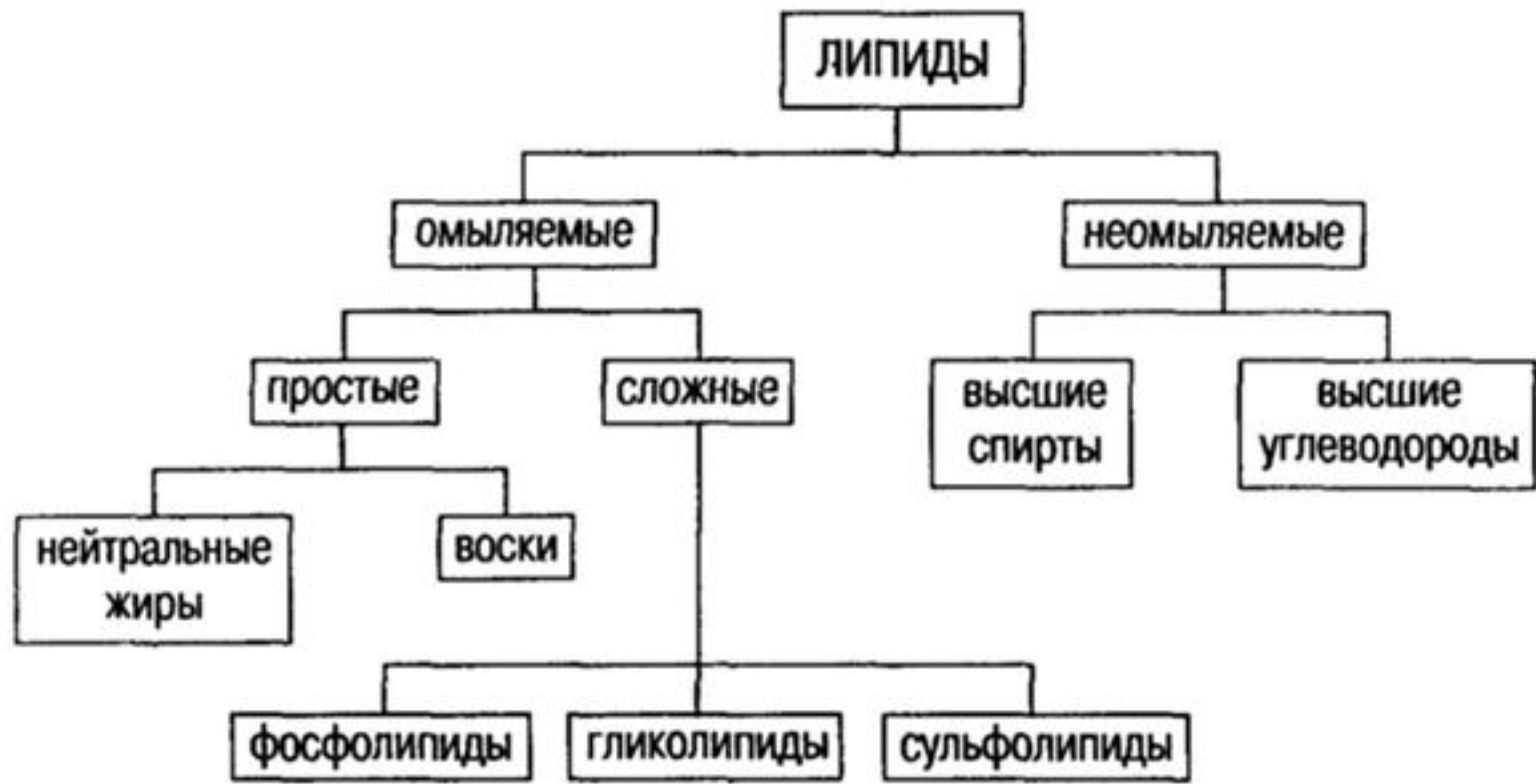 ЛИПИДЫ
омыляемые
неомыляемые
простые
сложные
высшие
спирты
высшие
углеводороды
нейтральные
жиры
воски
фосфолипиды
гликолипиды
сульфолипиды